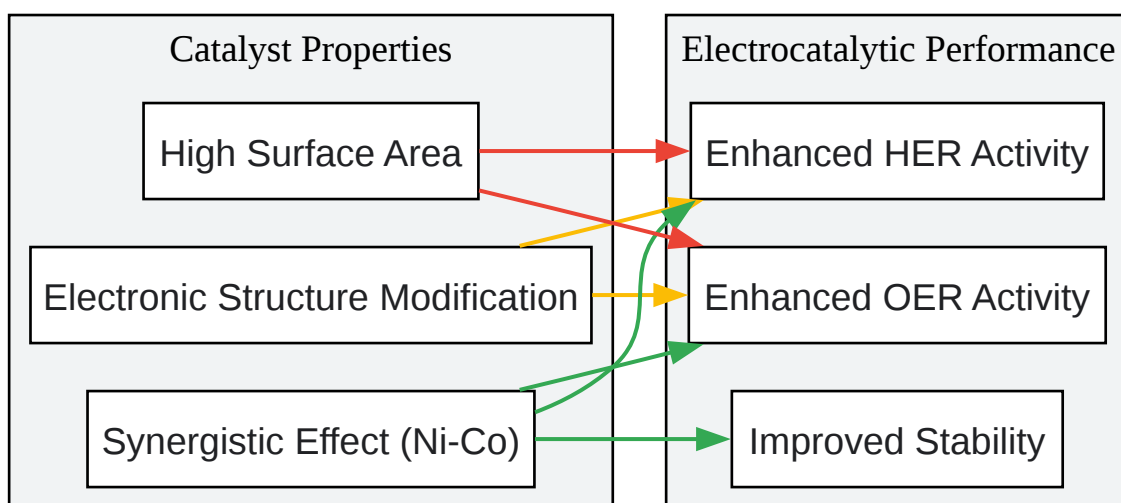 Catalyst Properties
Electrocatalytic Performance
High Surface Area
Enhanced HER Activity
Electronic Structure Modification
Enhanced OER Activity
Synergistic Effect (Ni-Co)
Improved Stability